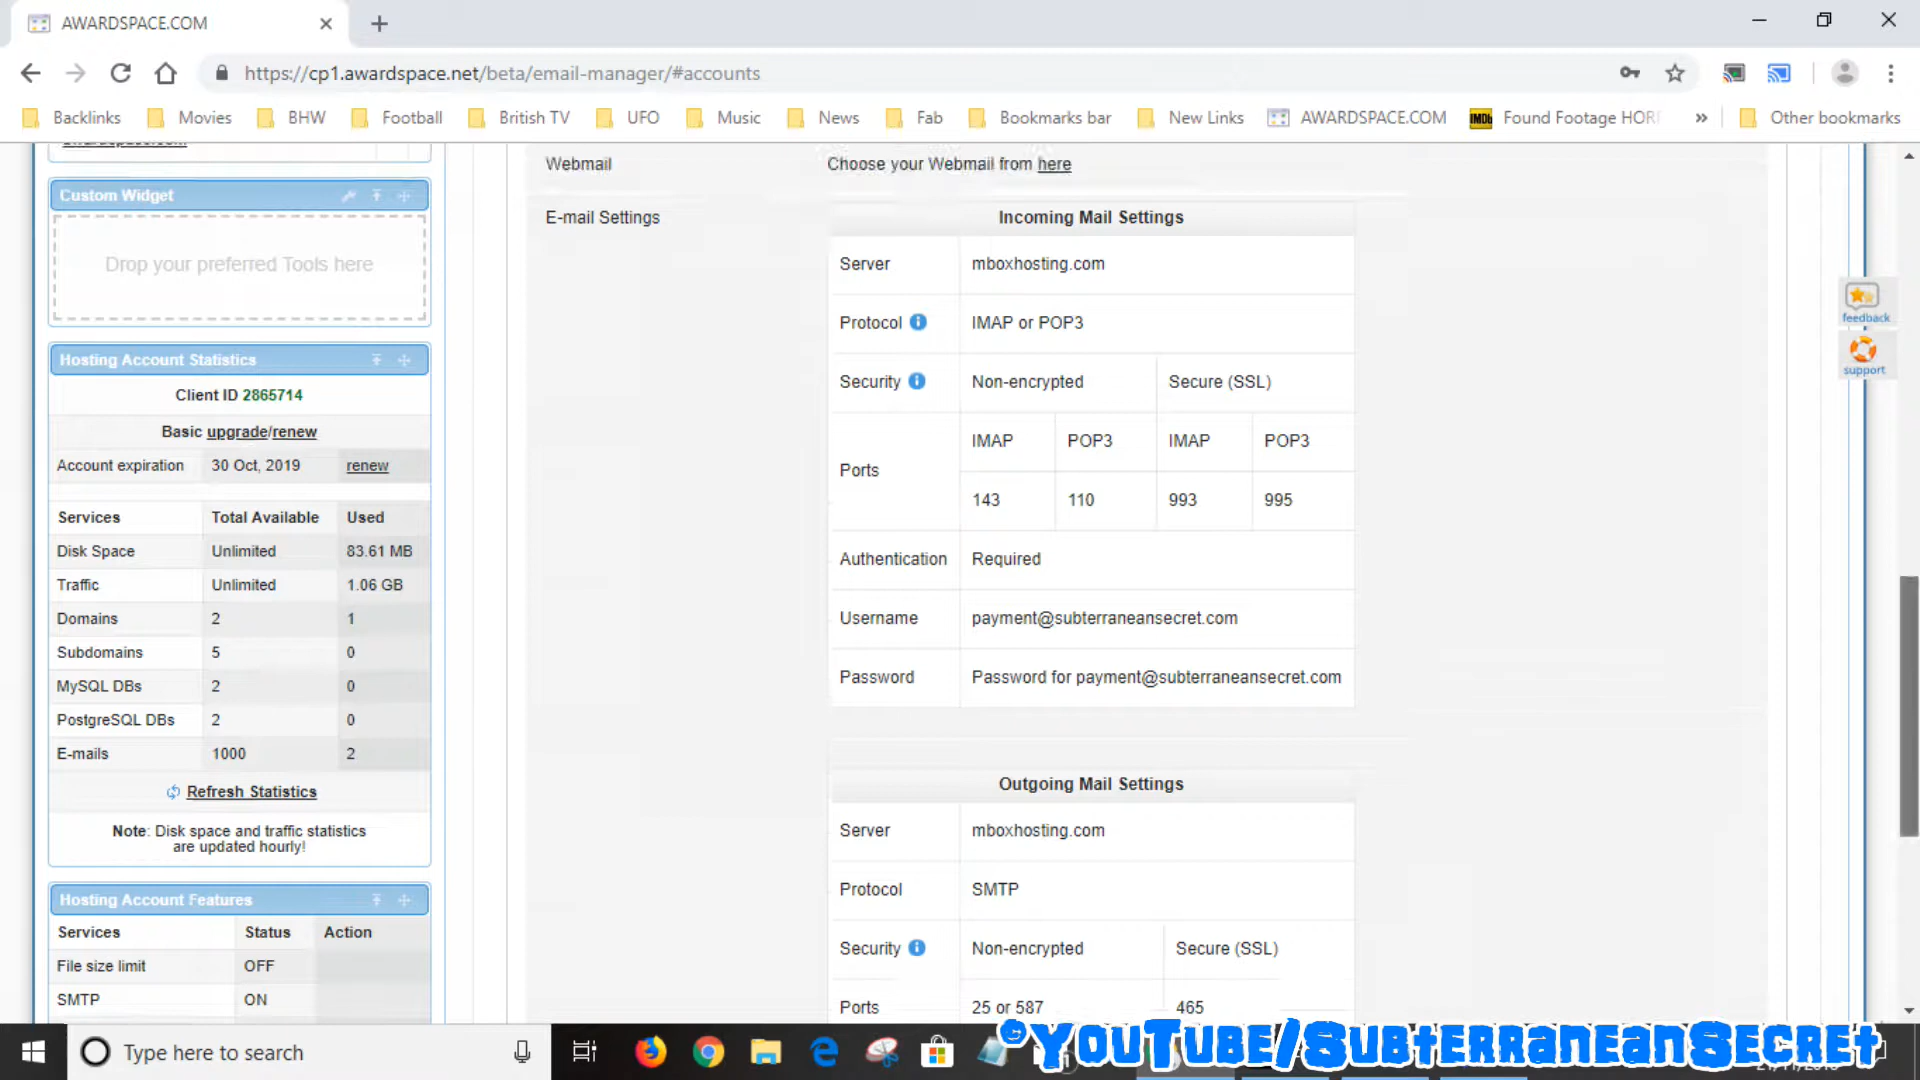 AWARDSPACE.COM
https://cp1.awardspace.net/beta/email-manager/#accounts
Backlinks Movies BHW Football British TV UFO Music News Fab Bookmarks bar New Links AWARDSPACE.COM IMDb Found Footage HOR » Other bookmarks
Webmail Choose your Webmail from here
Custom Widget
Drop your preferred Tools here
E-mail Settings Incoming Mail Settings
Server mboxhosting.com
Protocol IMAP or POP3
Security Non-encrypted Secure (SSL)
Ports IMAP POP3 IMAP POP3
143 110 993 995
Authentication Required
Username payment@subterraneansecret.com
Password Password for payment@subterraneansecret.com
Outgoing Mail Settings
Server mboxhosting.com
Protocol SMTP
Security Non-encrypted Secure (SSL)
Ports 25 or 587 465
Hosting Account Statistics
Client ID 2865714
Basic upgrade/renew
Account expiration 30 Oct, 2019 renew
Services Total Available Used
Disk Space Unlimited 83.61 MB
Traffic Unlimited 1.06 GB
Domains 2 1
Subdomains 5 0
MySQL DBs 2 0
PostgreSQL DBs 2 0
E-mails 1000 2
Refresh Statistics
Note: Disk space and traffic statistics
are updated hourly!
Hosting Account Features
Services Status Action
File size limit OFF
SMTP ON
feedback
support
Type here to search
©YouTube/SubterraneanSecret